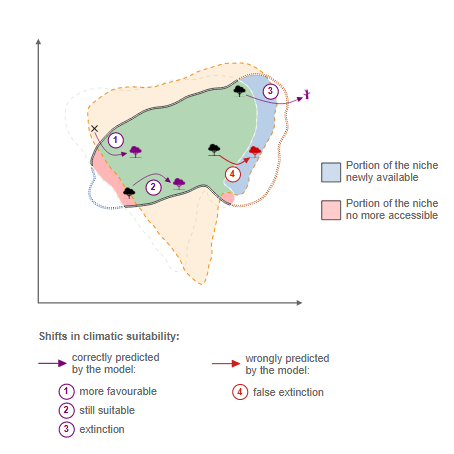 1
2
3
4
Portion of the niche
newly available
Portion of the niche
no more accessible
Shifts in climatic suitability:
correctly predicted
by the model:
1 more favourable
2 still suitable
3 extinction
wrongly predicted
by the model:
4 false extinction